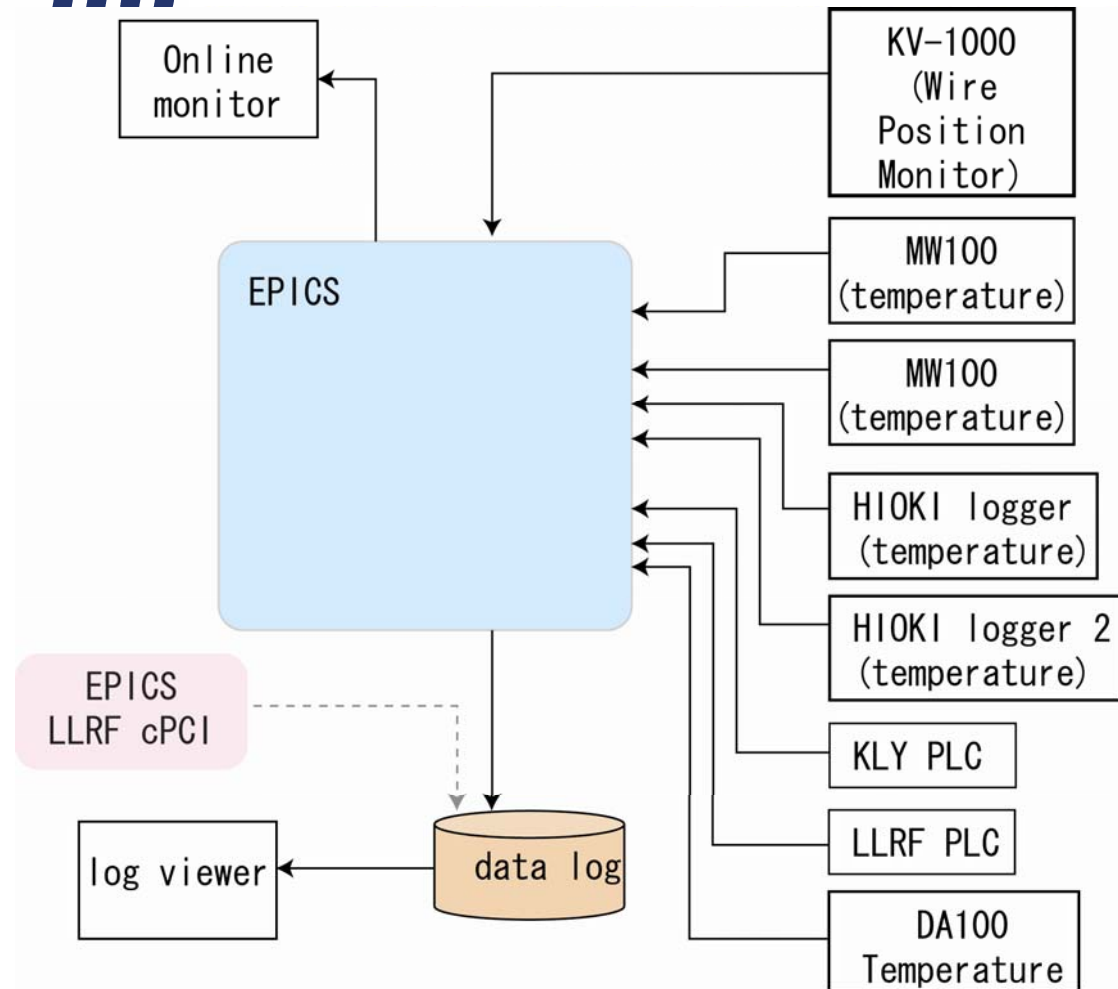 Online
monitor
KV-1000
(Wire
Position
Monitor)
EPICS
MW100
(temperature)
MW100
(temperature)
HIOKI logger
(temperature)
HIOKI logger 2
(temperature)
EPICS
LLRF cPCI
KLY PLC
LLRF PLC
log viewer
data log
DA100
Temperature